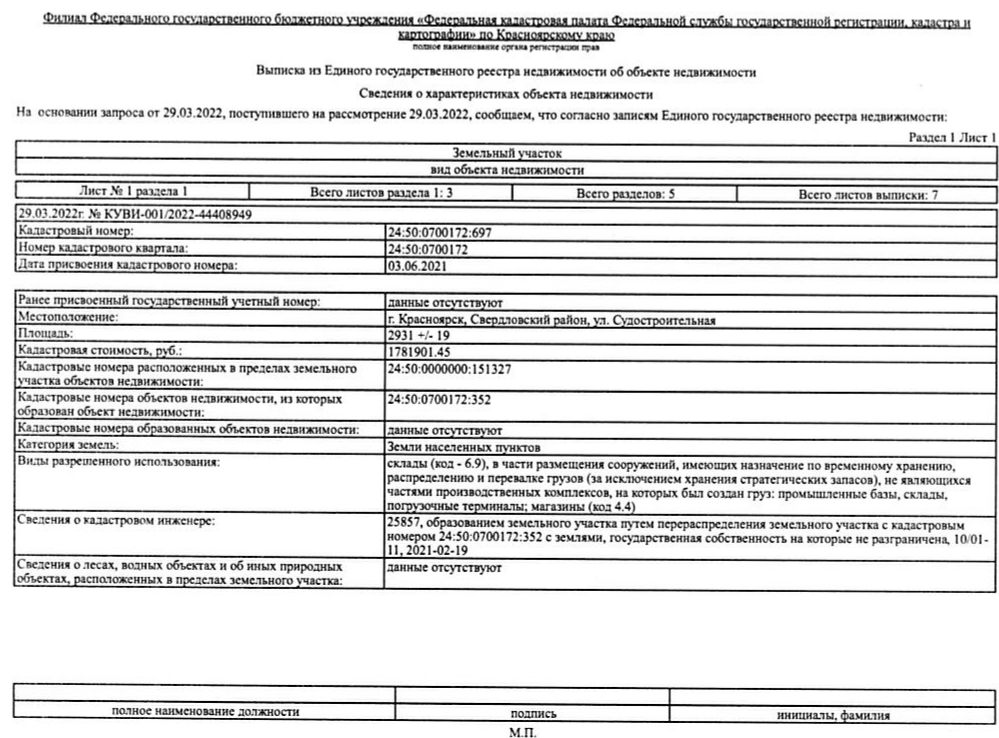 Филиал Федерального государственного бюджетного учреждения «Федеральная кадастровая палата Федеральной службы государственной регистрации, кадастра и
картографии» по Красноярскому краю
полное наименование органа регистрации прав
Выписка из Единого государственного реестра недвижимости об объекте недвижимости
Сведения о характеристиках объекта недвижимости
На основании запроса от 29.03.2022, поступившего на рассмотрение 29.03.2022, сообщаем, что согласно записям Единого государственного реестра недвижимости:
Раздел 1 Лист 1
Земельный участок
вид объекта недвижимости
Лист № 1 раздела 1 Всего листов раздела 1: 3 Всего разделов: 5 Всего листов выписки: 7
29.03.2022г. № КУВИ-001/2022-44408949
Кадастровый номер: 24:50:0700172:697
Номер кадастрового квартала: 24:50:0700172
Дата присвоения кадастрового номера: 03.06.2021
Ранее присвоенный государственный учетный номер: данные отсутствуют
Местоположение: г. Красноярск, Свердловский район, ул. Судостроительная
Площадь: 2931 +/- 19
Кадастровая стоимость, руб.: 1781901.45
Кадастровые номера расположенных в пределах земельного 24:50:0000000:151327
участка объектов недвижимости:
Кадастровые номера объектов недвижимости, из которых 24:50:0700172:352
образован объект недвижимости:
Кадастровые номера образованных объектов недвижимости: данные отсутствуют
Категория земель: Земли населенных пунктов
Виды разрешенного использования: склады (код - 6.9), в части размещения сооружений, имеющих назначение по временному хранению,
распределению и перевалке грузов (за исключением хранения стратегических запасов), не являющихся
частями производственных комплексов, на которых был создан груз: промышленные базы, склады,
погрузочные терминалы; магазины (код 4.4)
Сведения о кадастровом инженере: 25857, образованием земельного участка путем перераспределения земельного участка с кадастровым
номером 24:50:0700172:352 с землями, государственная собственность на которые не разграничена, 10/01-
11, 2021-02-19
Сведения о лесах, водных объектах и об иных природных данные отсутствуют
объектах, расположенных в пределах земельного участка:
полное наименование должности подпись инициалы, фамилия
М.П.